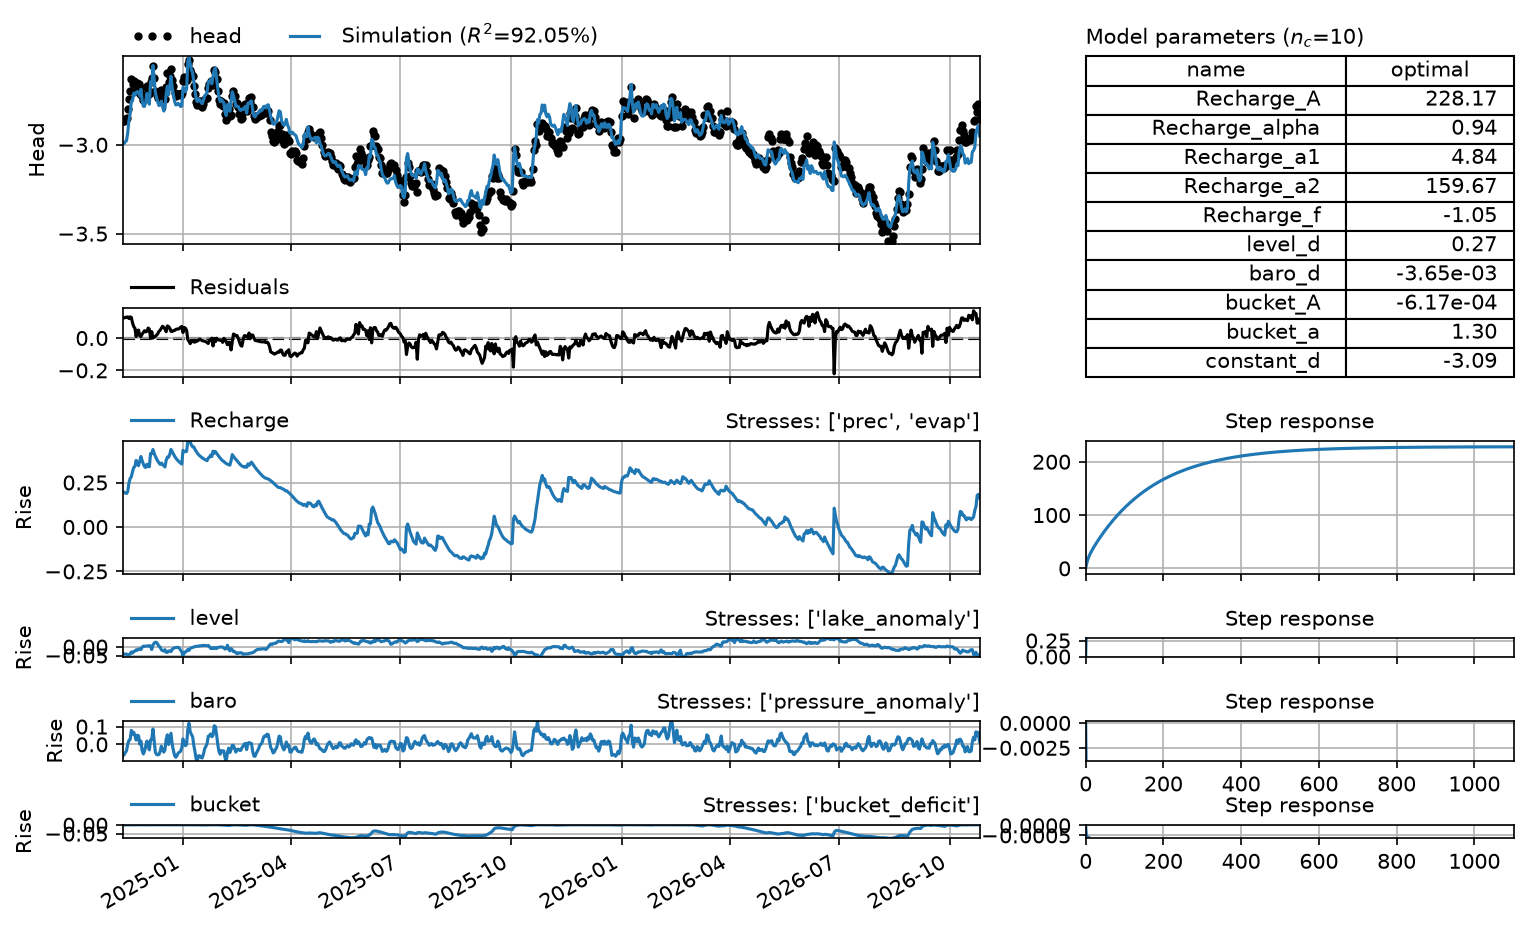 head Simulation (R²=92.05%)
Head
−3.0
−3.5
Model parameters (n_c=10)
name optimal
Recharge_A 228.17
Recharge_alpha 0.94
Recharge_a1 4.84
Recharge_a2 159.67
Recharge_f -1.05
level_d 0.27
baro_d -3.65e-03
bucket_A -6.17e-04
bucket_a 1.30
constant_d -3.09
Residuals
0.0
−0.2
Recharge Stresses: ['prec', 'evap']
Rise
0.25
0.00
−0.25
Step response
200
100
0
level Stresses: ['lake_anomaly']
Rise
0.00
−0.05
Step response
0.25
0.00
baro Stresses: ['pressure_anomaly']
Rise
0.1
0.0
Step response
0.0000
−0.0025
0 200 400 600 800 1000
bucket Stresses: ['bucket_deficit']
Rise
0.00
−0.05
2025-01 2025-04 2025-07 2025-10 2026-01 2026-04 2026-07 2026-10
Step response
0.0000
−0.0005
0 200 400 600 800 1000